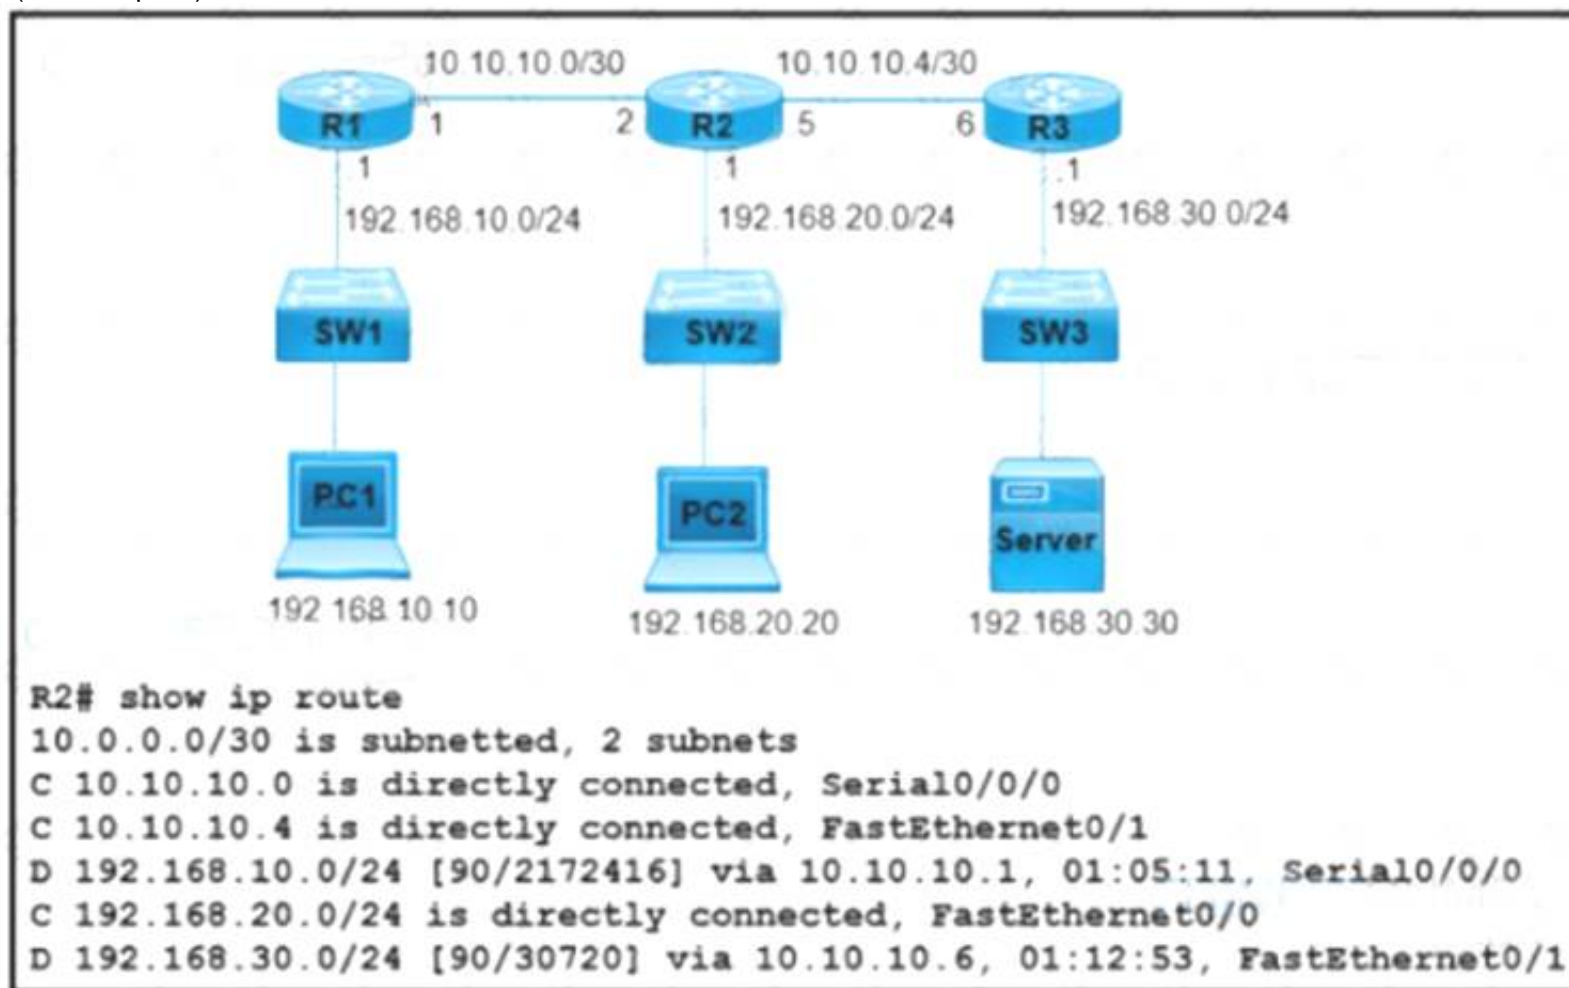 10.10.10.0/30 10.10.10.4/30
R1 1 2 R2 5 6 R3
.1 .1 .1
192.168.10.0/24 192.168.20.0/24 192.168.30.0/24
SW1 SW2 SW3
PC1 PC2 Server
192.168.10.10 192.168.20.20 192.168.30.30
R2# show ip route
10.0.0.0/30 is subnetted, 2 subnets
C 10.10.10.0 is directly connected, Serial0/0/0
C 10.10.10.4 is directly connected, FastEthernet0/1
D 192.168.10.0/24 [90/2172416] via 10.10.10.1, 01:05:11, Serial0/0/0
C 192.168.20.0/24 is directly connected, FastEthernet0/0
D 192.168.30.0/24 [90/30720] via 10.10.10.6, 01:12:53, FastEthernet0/1